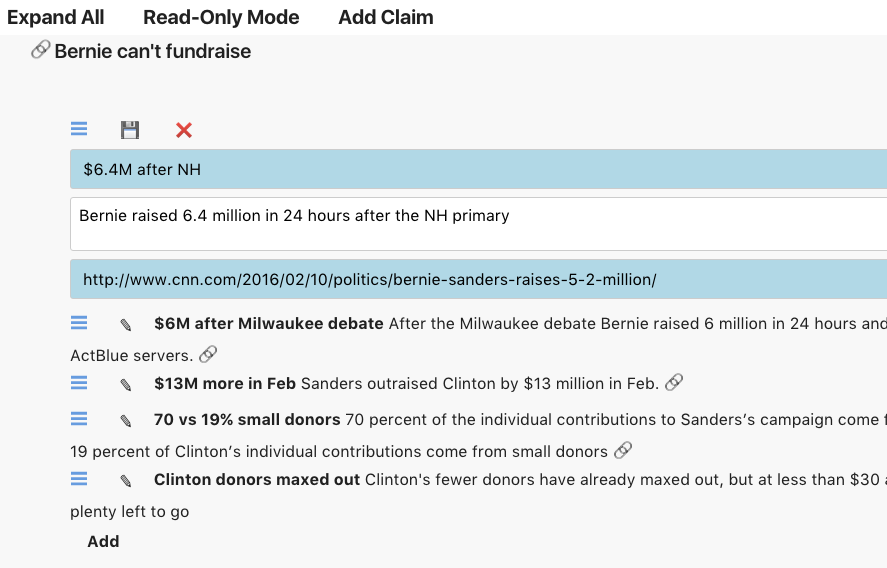 Expand All Read-Only Mode Add Claim
Bernie can't fundraise
$6.4M after NH
Bernie raised 6.4 million in 24 hours after the NH primary
http://www.cnn.com/2016/02/10/politics/bernie-sanders-raises-5-2-million/
$6M after Milwaukee debate After the Milwaukee debate Bernie raised 6 million in 24 hours and
ActBlue servers.
$13M more in Feb Sanders outraised Clinton by $13 million in Feb.
70 vs 19% small donors 70 percent of the individual contributions to Sanders’s campaign come
19 percent of Clinton’s individual contributions come from small donors
Clinton donors maxed out Clinton's fewer donors have already maxed out, but at less than $30
plenty left to go
Add